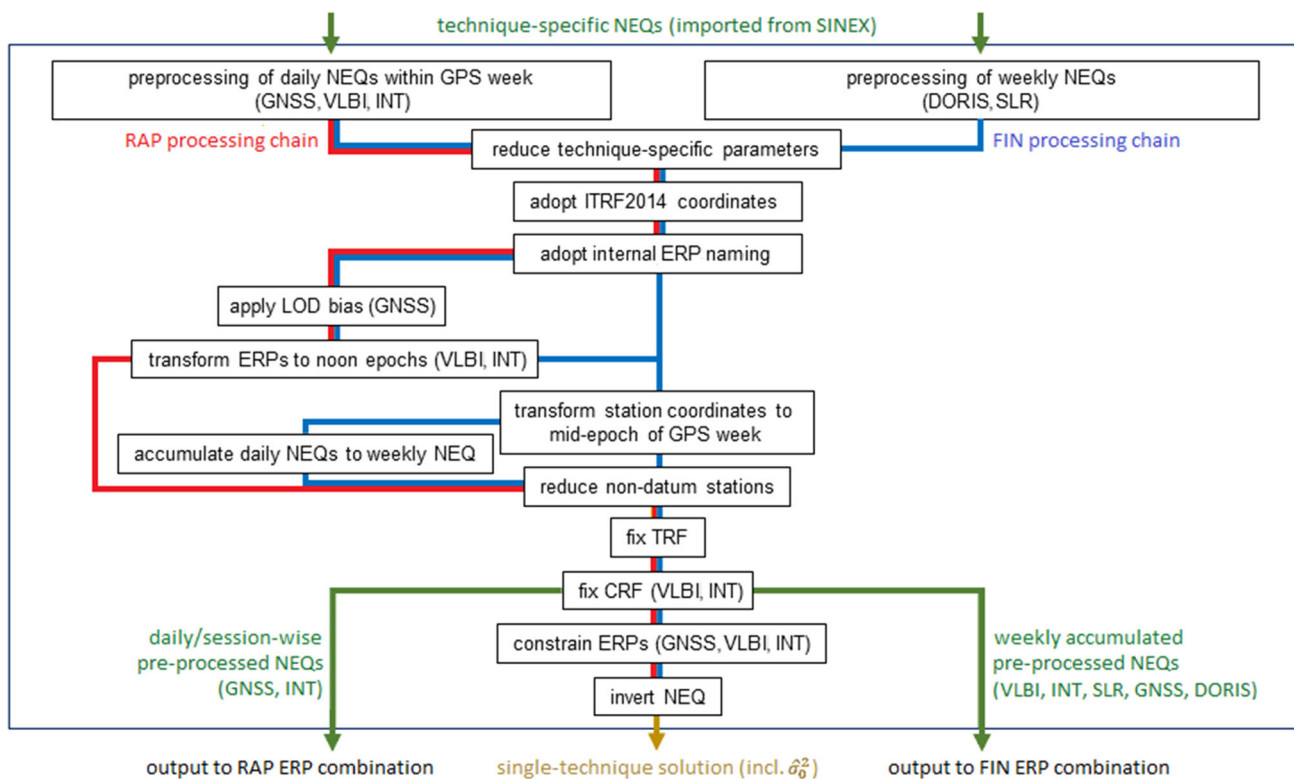 technique-specific NEQs (imported from SINEX)
preprocessing of daily NEQs within GPS week
(GNSS, VLBI, INT)
preprocessing of weekly NEQs
(DORIS, SLR)
RAP processing chain
FIN processing chain
reduce technique-specific parameters
adopt ITRF2014 coordinates
adopt internal ERP naming
apply LOD bias (GNSS)
transform ERPs to noon epochs (VLBI, INT)
transform station coordinates to
mid-epoch of GPS week
accumulate daily NEQs to weekly NEQ
reduce non-datum stations
fix TRF
fix CRF (VLBI, INT)
daily/session-wise
pre-processed NEQs
(GNSS, INT)
constrain ERPs (GNSS, VLBI, INT)
weekly accumulated
pre-processed NEQs
(VLBI, INT, SLR, GNSS, DORIS)
invert NEQ
output to RAP ERP combination
single-technique solution (incl. σ̂₀²)
output to FIN ERP combination